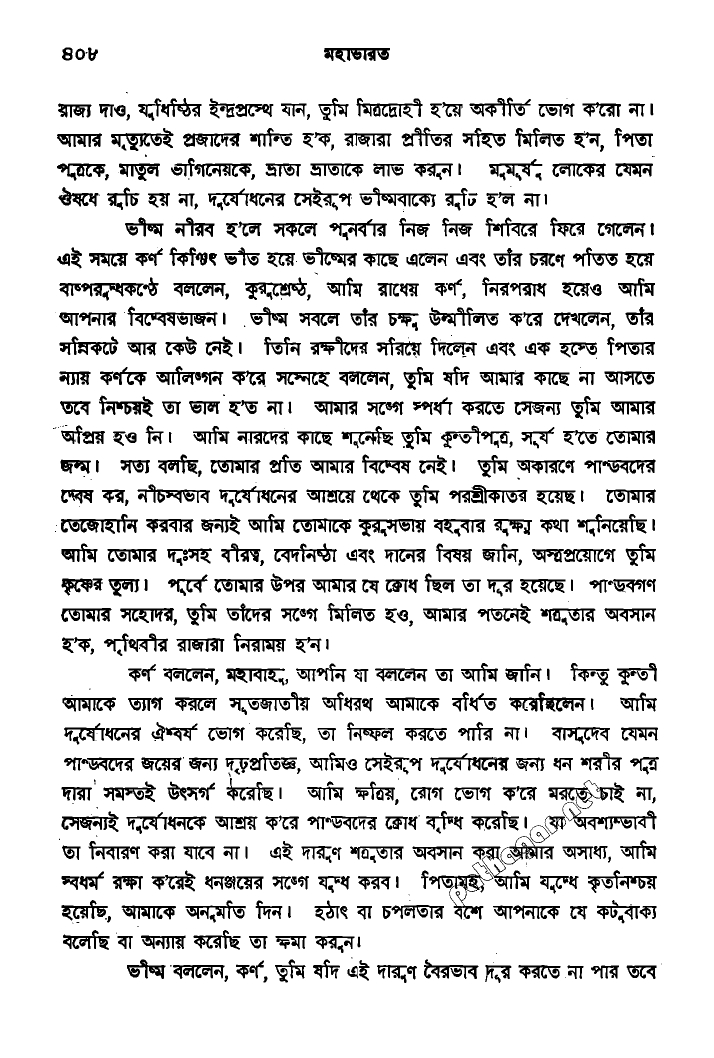 ৪০৮ মহাভারত
রাজ্য দাও, যুধিষ্ঠির ইন্দ্রপ্রস্থে যান, তুমি মিত্রদ্রোহী হ'য়ে অকীর্তি ভোগ ক'রো না।
আমার মৃত্যুতেই প্রজাদের শান্তি হ'ক, রাজারা প্রীতির সহিত মিলিত হ'ন, পিতা
পুত্রকে, মাতুল ভাগিনেয়কে, ভ্রাতা ভ্রাতাকে লাভ করুন। মুমূর্ষু লোকের যেমন
ঔষধে রুচি হয় না, দুর্যোধনের সেইরূপ ভীষ্মবাক্যে রুচি হ'ল না।
ভীষ্ম নীরব হ'লে সকলে পুনর্বার নিজ নিজ শিবিরে ফিরে গেলেন।
এই সময়ে কর্ণ কিঞ্চিৎ ভীত হয়ে ভীষ্মের কাছে এলেন এবং তাঁর চরণে পতিত হয়ে
বাষ্পরুদ্ধকণ্ঠে বললেন, কুরুশ্রেষ্ঠ, আমি রাধেয় কর্ণ, নিরপরাধ হয়েও আমি
আপনার বিদ্বেষভাজন। ভীষ্ম সবলে তাঁর চক্ষু উন্মীলিত ক'রে দেখলেন, তাঁর
সন্নিকটে আর কেউ নেই। তিনি রক্ষীদের সরিয়ে দিলেন এবং এক হস্তে পিতার
ন্যায় কর্ণকে আলিঙ্গন ক'রে সস্নেহে বললেন, তুমি যদি আমার কাছে না আসতে
তবে নিশ্চয়ই তা ভাল হ'ত না। আমার সঙ্গে স্পর্ধা করতে সেজন্য তুমি আমার
অপ্রিয় হও নি। আমি নারদের কাছে শুনেছি তুমি কুন্তীপুত্র, সূর্য হ'তে তোমার
জন্ম। সত্য বলছি, তোমার প্রতি আমার বিদ্বেষ নেই। তুমি অকারণে পাণ্ডবদের
দ্বেষ কর, নীচস্বভাব দুর্যোধনের আশ্রয়ে থেকে তুমি পরশ্রীকাতর হয়েছ। তোমার
তেজোহানি করবার জন্যই আমি তোমাকে কুরুসভায় বহুবার রুক্ষ কথা শুনিয়েছি।
আমি তোমার দুঃসহ বীরত্ব, বেদনিষ্ঠা এবং দানের বিষয় জানি, অস্ত্রপ্রয়োগে তুমি
কৃষ্ণের তুল্য। পূর্বে তোমার উপর আমার যে ক্রোধ ছিল তা দূর হয়েছে। পাণ্ডবগণ
তোমার সহোদর, তুমি তাঁদের সঙ্গে মিলিত হও, আমার পতনেই শত্রুতার অবসান
হ'ক, পৃথিবীর রাজারা নিরাময় হ'ন।
কর্ণ বললেন, মহাবাহু, আপনি যা বললেন তা আমি জানি। কিন্তু কুন্তী
আমাকে ত্যাগ করলে সূতজাতীয় অধিরথ আমাকে বর্ধিত করেছিলেন। আমি
দুর্যোধনের ঐশ্বর্য ভোগ করেছি, তা নিষ্ফল করতে পারি না। বাসুদেব যেমন
পাণ্ডবদের জয়ের জন্য দৃঢ়প্রতিজ্ঞ, আমিও সেইরূপ দুর্যোধনের জন্য ধন শরীর পুত্র
দারা সমস্তই উৎসর্গ করেছি। আমি ক্ষত্রিয়, রোগ ভোগ ক'রে মরতে চাই না,
সেজন্যই দুর্যোধনকে আশ্রয় ক'রে পাণ্ডবদের ক্রোধ বৃদ্ধি করেছি। যা অবশ্যম্ভাবী
তা নিবারণ করা যাবে না। এই দারুণ শত্রুতার অবসান করা আমার অসাধ্য, আমি
স্বধর্ম রক্ষা ক'রেই ধনঞ্জয়ের সঙ্গে যুদ্ধ করব। পিতামহ, আমি যুদ্ধে কৃতনিশ্চয়
হয়েছি, আমাকে অনুমতি দিন। হঠাৎ বা চপলতার বশে আপনাকে যে কটুবাক্য
বলেছি বা অন্যায় করেছি তা ক্ষমা করুন।
ভীষ্ম বললেন, কর্ণ, তুমি যদি এই দারুণ বৈরভাব দূর করতে না পার তবে
pathagar.net